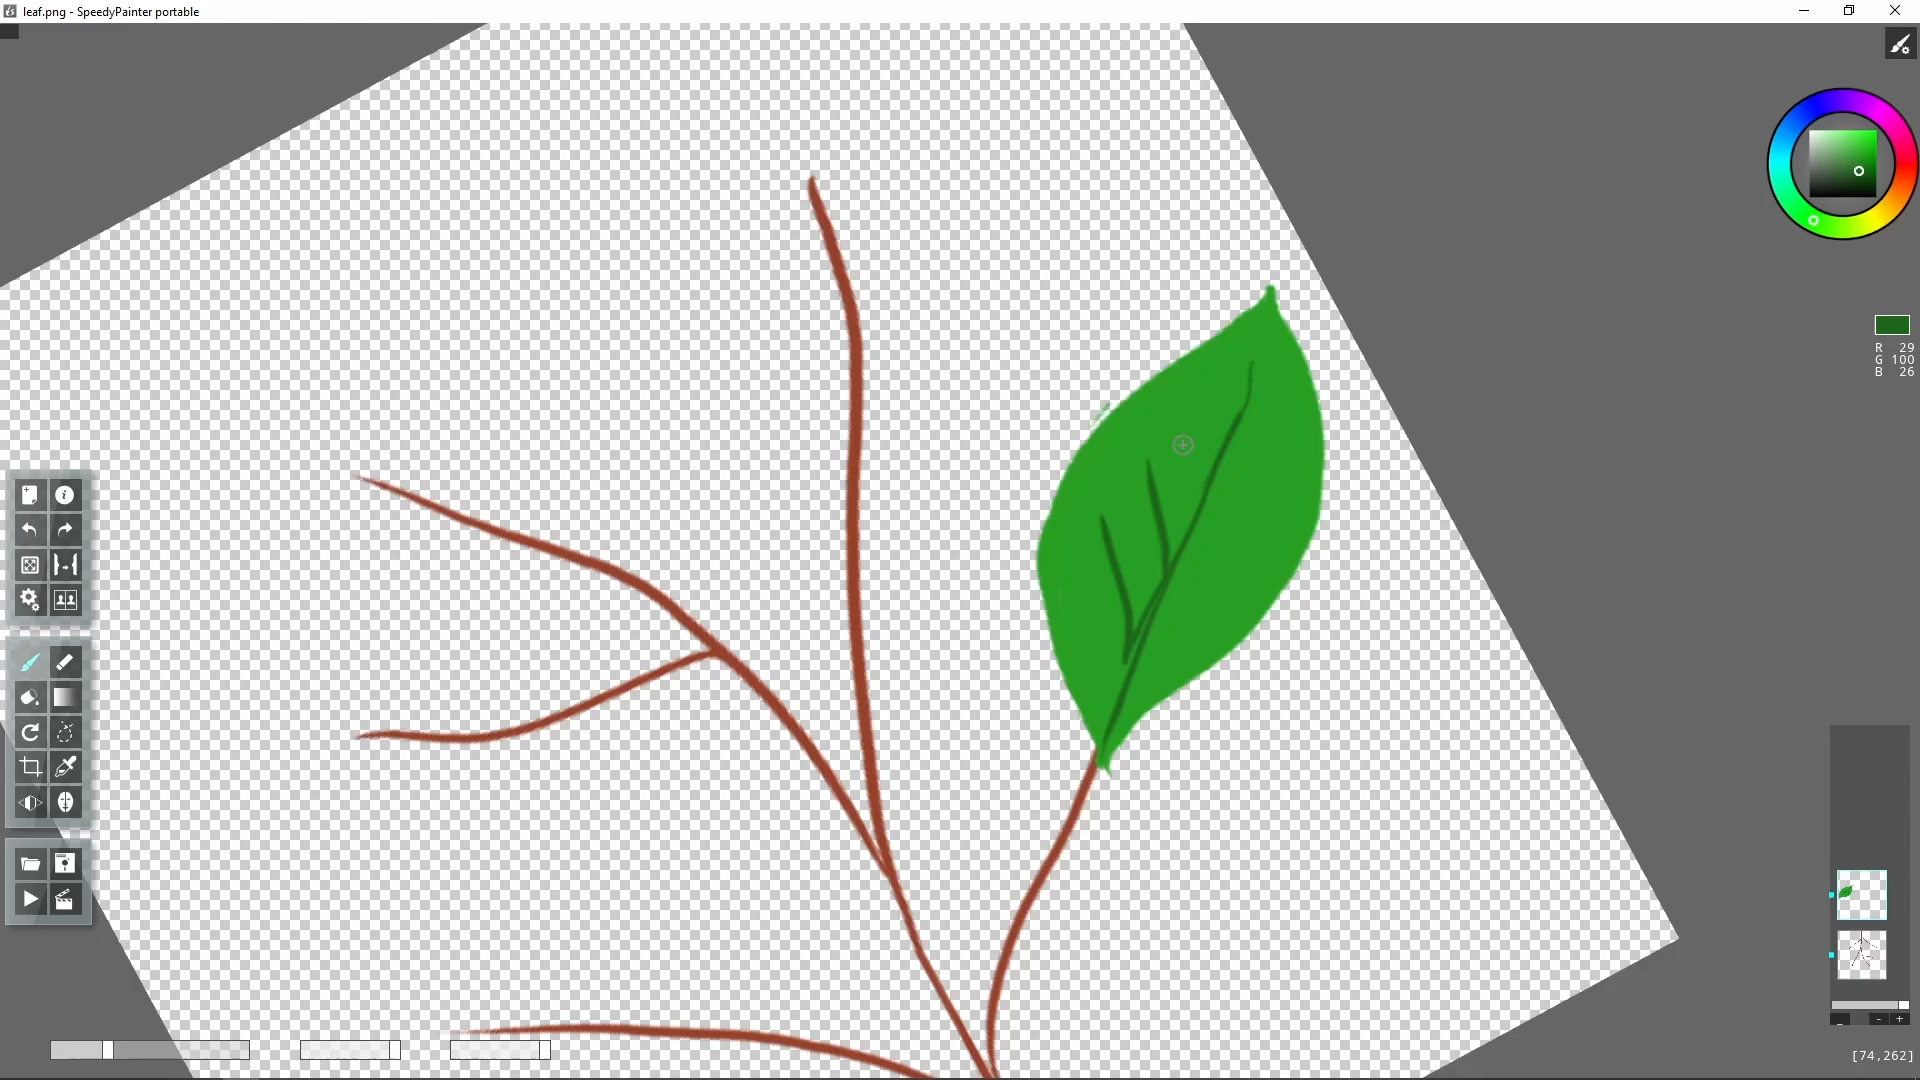 leaf.png - SpeedyPainter portable
R 29
G 100
B 26
[74,262]